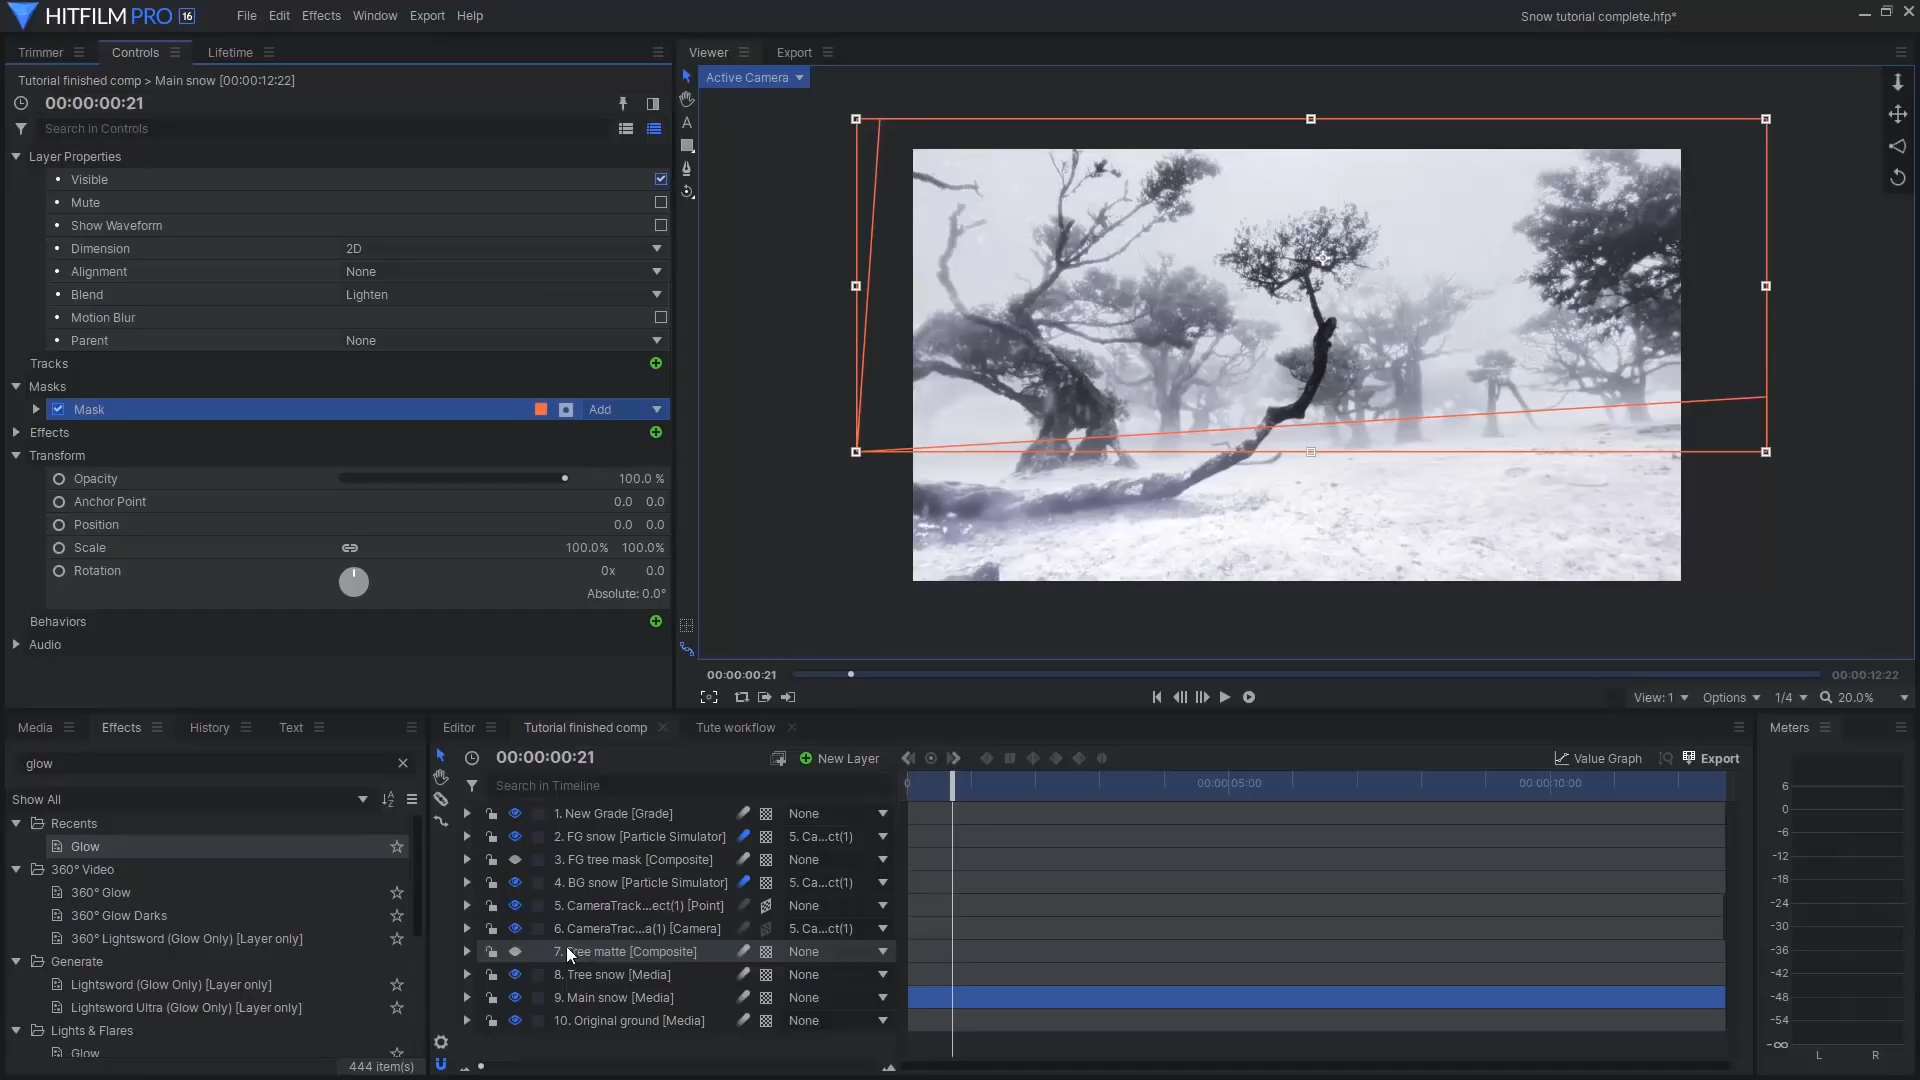 HITFILM PRO 16 File Edit Effects Window Export Help Snow tutorial complete.hfp*
Trimmer Controls Lifetime
Tutorial finished comp > Main snow [00:00:12:22]
00:00:00:21
Search in Controls
Layer Properties
Visible
Mute
Show Waveform
Dimension 2D
Alignment None
Blend Lighten
Motion Blur
Parent None
Tracks
Masks
Mask Add
Effects
Transform
Opacity 100.0 %
Anchor Point 0.0 0.0
Position 0.0 0.0
Scale 100.0% 100.0%
Rotation 0x 0.0
Absolute: 0.0°
Behaviors
Audio
Viewer Export
Active Camera
A
00:00:00:21 00:00:12:22
View: 1 Options 1/4 20.0%
Media Effects History Text
glow
Show All
Recents
Glow
360° Video
360° Glow
360° Glow Darks
360° Lightsword (Glow Only) [Layer only]
Generate
Lightsword (Glow Only) [Layer only]
Lightsword Ultra (Glow Only) [Layer only]
Lights & Flares
Glow
444 item(s)
Editor Tutorial finished comp Tute workflow
00:00:00:21 New Layer Value Graph Export
Search in Timeline
0 00:00:05:00 00:00:10:00
1. New Grade [Grade] None
2. FG snow [Particle Simulator] 5. Ca...ct(1)
3. FG tree mask [Composite] None
4. BG snow [Particle Simulator] 5. Ca...ct(1)
5. CameraTrack...ect(1) [Point] None
6. CameraTrac...a(1) [Camera] 5. Ca...ct(1)
7. Tree matte [Composite] None
8. Tree snow [Media] None
9. Main snow [Media] None
10. Original ground [Media] None
Meters
6
0
-6
-12
-18
-24
-30
-36
-42
-48
-54
-∞
L R